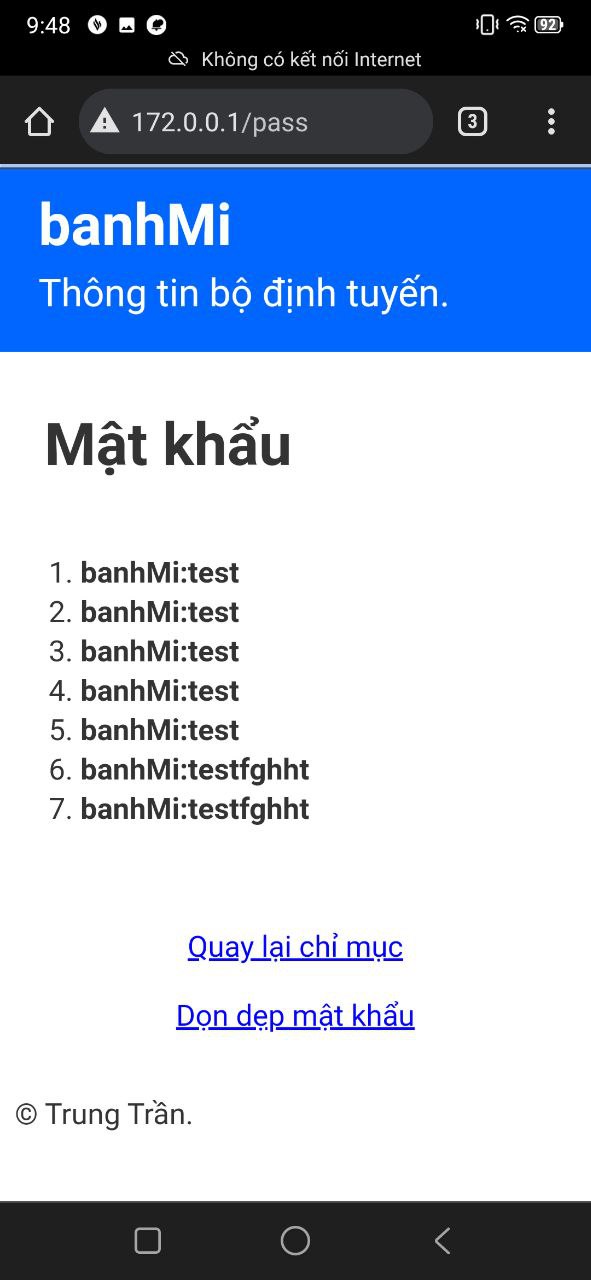 9:48
92
Không có kết nối Internet
172.0.0.1/pass
3
banhMi
Thông tin bộ định tuyến.
Mật khẩu
1. banhMi:test
2. banhMi:test
3. banhMi:test
4. banhMi:test
5. banhMi:test
6. banhMi:testfghht
7. banhMi:testfghht
Quay lại chỉ mục
Dọn dẹp mật khẩu
© Trung Trần.